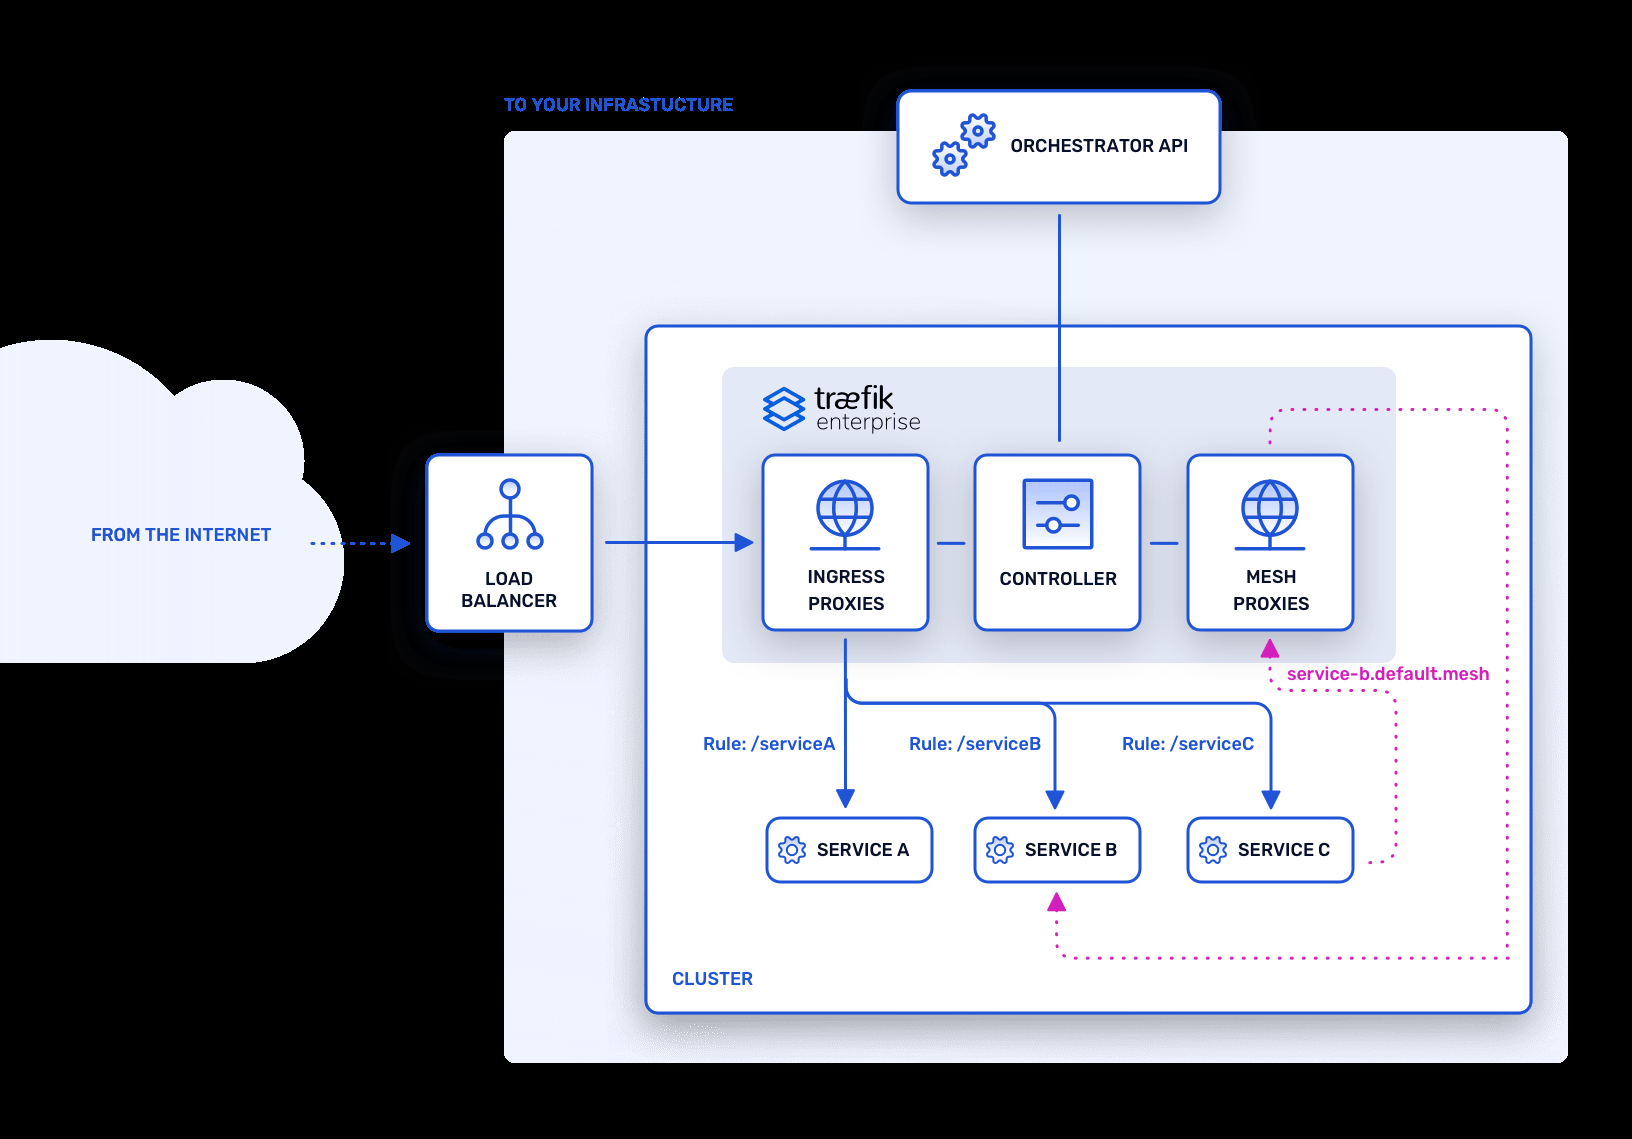 TO YOUR INFRASTUCTURE
ORCHESTRATOR API
træfik
enterprise
FROM THE INTERNET
LOAD
BALANCER
INGRESS
PROXIES
CONTROLLER
MESH
PROXIES
service-b.default.mesh
Rule: /serviceA
Rule: /serviceB
Rule: /serviceC
SERVICE A
SERVICE B
SERVICE C
CLUSTER